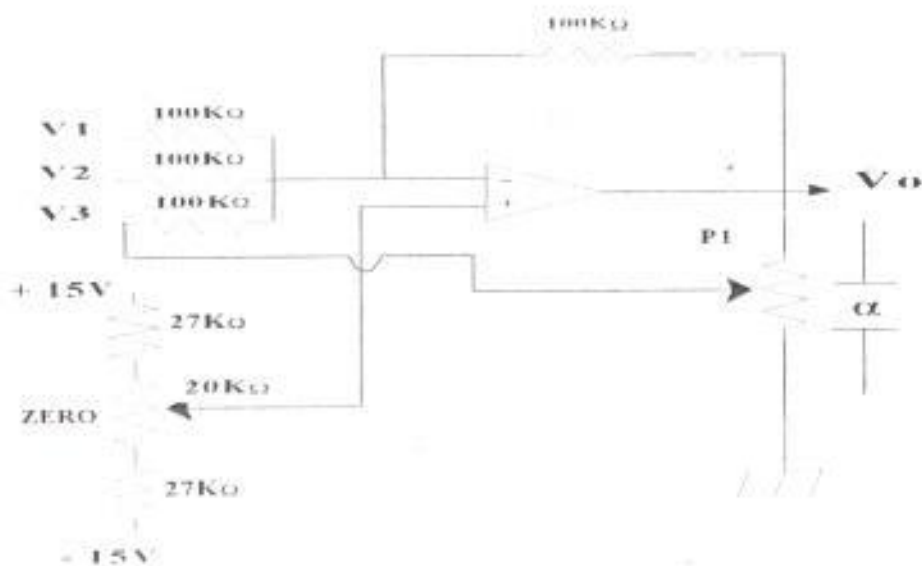 100KΩ
V1
100KΩ
V2
100KΩ
V3
100KΩ
-
+
+
Vo
P1
+ 15V
27KΩ
α
20KΩ
ZERO
27KΩ
- 15V